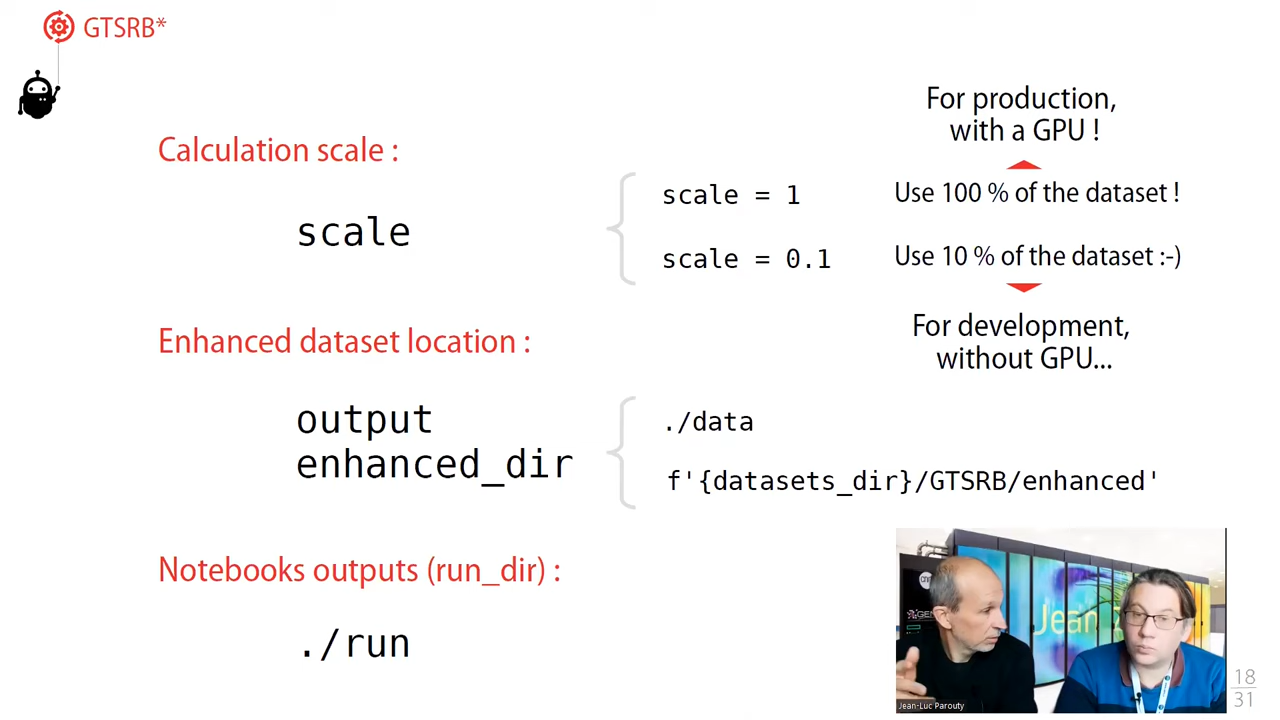 GTSRB*
For production,
with a GPU !
Calculation scale :
scale
scale = 1
Use 100 % of the dataset !
scale = 0.1
Use 10 % of the dataset :-)
For development,
without GPU...
Enhanced dataset location :
output
enhanced_dir
./data
f'{datasets_dir}/GTSRB/enhanced'
Notebooks outputs (run_dir) :
./run
Jean
Jean-Luc Parouty
18
31